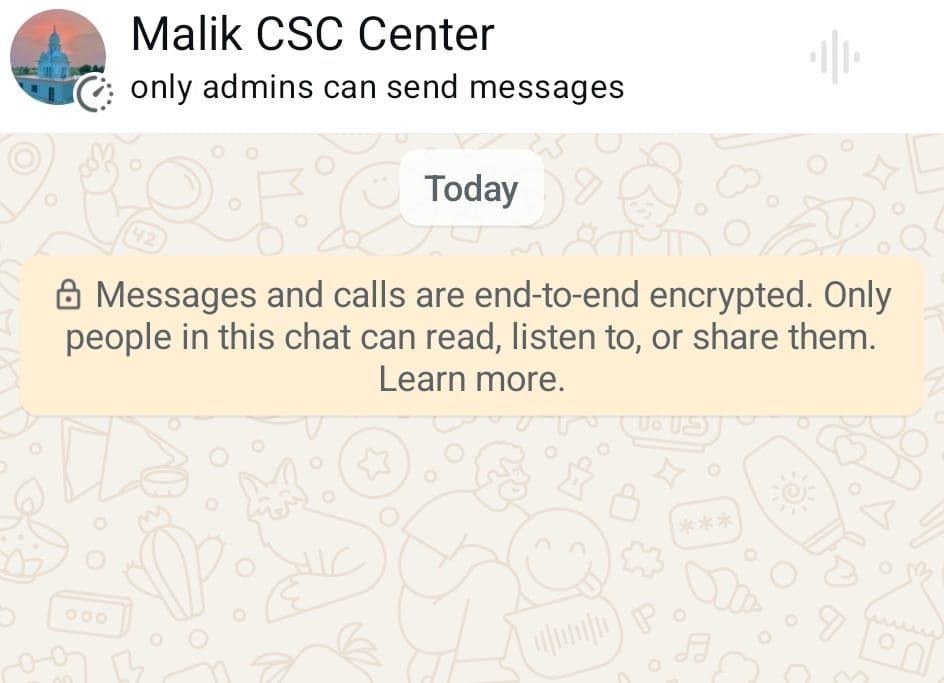 Malik CSC Center
only admins can send messages
Today
Messages and calls are end-to-end encrypted. Only
people in this chat can read, listen to, or share them.
Learn more.
42
***